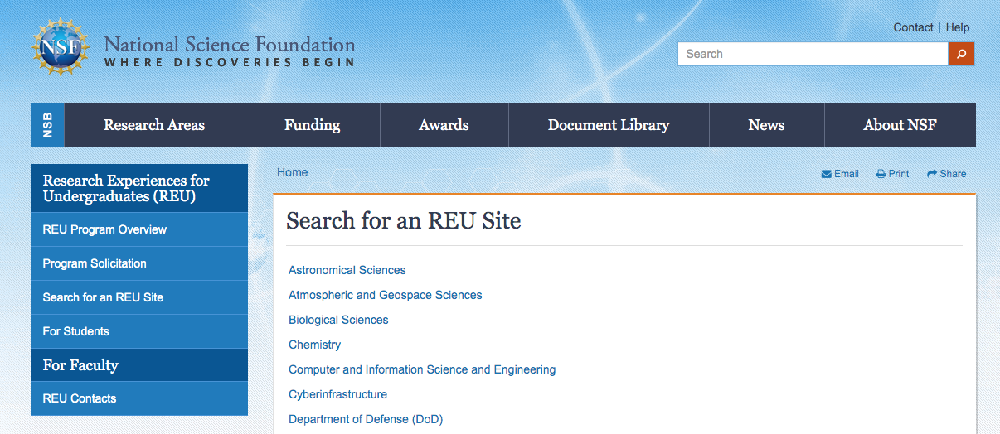 NSF
National Science Foundation
WHERE DISCOVERIES BEGIN
Contact | Help
Search
NSB
Research Areas
Funding
Awards
Document Library
News
About NSF
Research Experiences for
Undergraduates (REU)
REU Program Overview
Program Solicitation
Search for an REU Site
For Students
For Faculty
REU Contacts
Home
Email
Print
Share
Search for an REU Site
Astronomical Sciences
Atmospheric and Geospace Sciences
Biological Sciences
Chemistry
Computer and Information Science and Engineering
Cyberinfrastructure
Department of Defense (DoD)